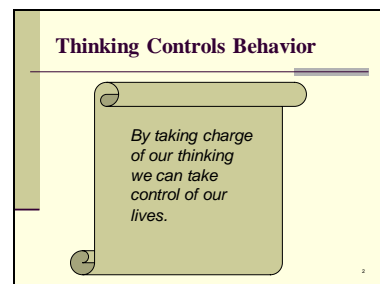 Thinking Controls Behavior
By taking charge
of our thinking
we can take
control of our
lives.
2